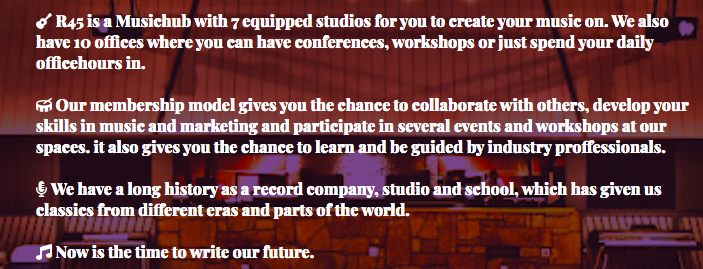 R45 is a Musichub with 7 equipped studios for you to create your music on. We also
have 10 offices where you can have conferences, workshops or just spend your daily
officehours in.
Our membership model gives you the chance to collaborate with others, develop your
skills in music and marketing and participate in several events and workshops at our
spaces. it also gives you the chance to learn and be guided by industry proffesionals.
We have a long history as a record company, studio and school, which has given us
classics from different eras and parts of the world.
Now is the time to write our future.